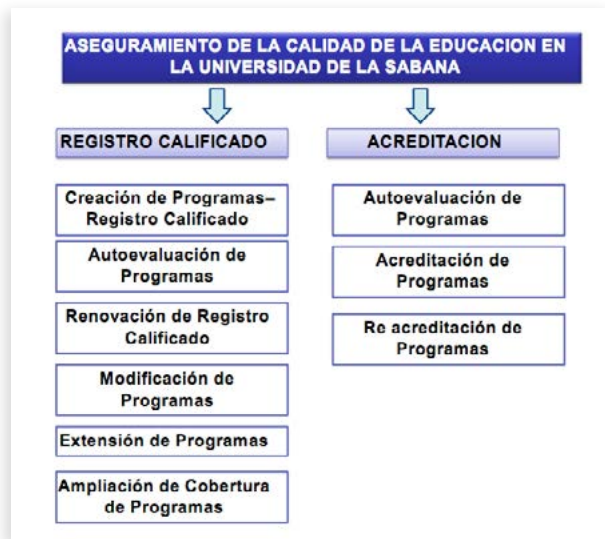 ASEGURAMIENTO DE LA CALIDAD DE LA EDUCACION EN
LA UNIVERSIDAD DE LA SABANA
REGISTRO CALIFICADO
Creación de Programas–
Registro Calificado
Autoevaluación de
Programas
Renovación de Registro
Calificado
Modificación de
Programas
Extensión de Programas
Ampliación de Cobertura
de Programas
ACREDITACION
Autoevaluación de
Programas
Acreditación de
Programas
Re acreditación de
Programas